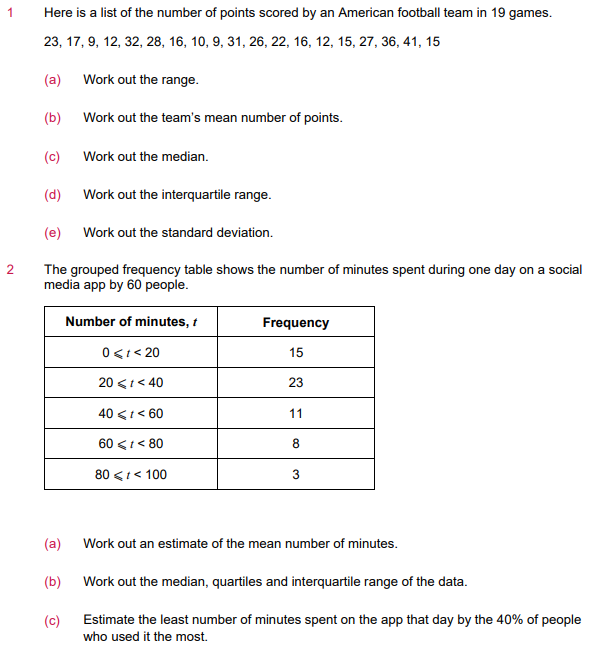 1 Here is a list of the number of points scored by an American football team in 19 games.
23, 17, 9, 12, 32, 28, 16, 10, 9, 31, 26, 22, 16, 12, 15, 27, 36, 41, 15
(a) Work out the range.
(b) Work out the team's mean number of points.
(c) Work out the median.
(d) Work out the interquartile range.
(e) Work out the standard deviation.
2 The grouped frequency table shows the number of minutes spent during one day on a social
media app by 60 people.
Number of minutes, t Frequency
0 ⩽ t < 20 15
20 ⩽ t < 40 23
40 ⩽ t < 60 11
60 ⩽ t < 80 8
80 ⩽ t < 100 3
(a) Work out an estimate of the mean number of minutes.
(b) Work out the median, quartiles and interquartile range of the data.
(c) Estimate the least number of minutes spent on the app that day by the 40% of people
who used it the most.